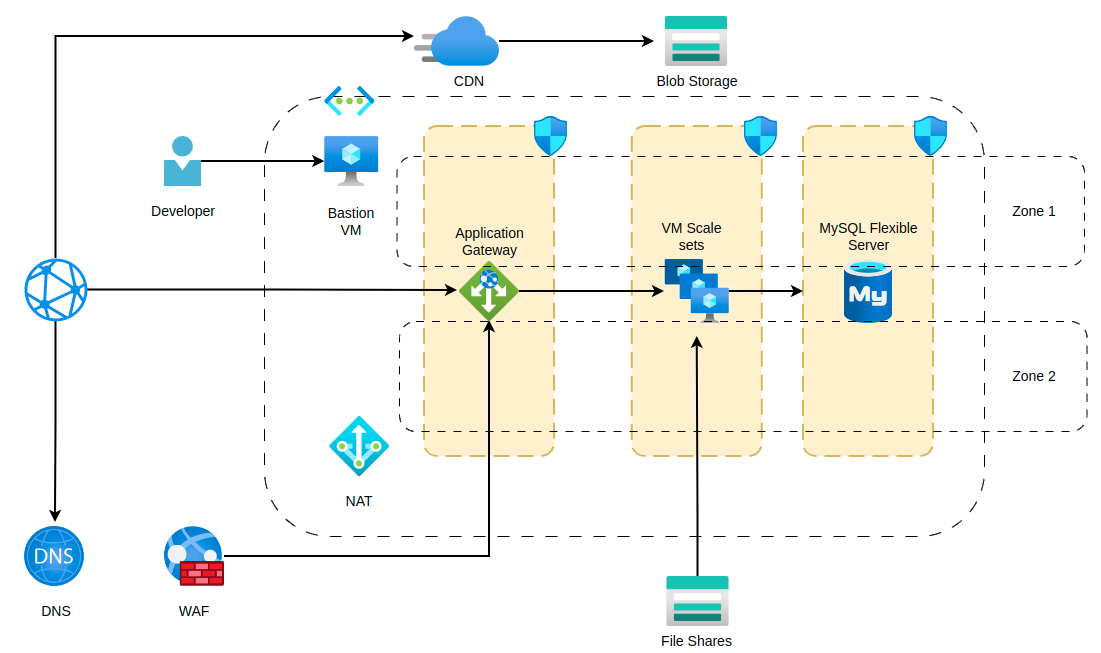 CDN
Blob Storage
Developer
Bastion
VM
Application
Gateway
VM Scale
sets
MySQL Flexible
Server
My
Zone 1
Zone 2
NAT
DNS
DNS
WAF
File Shares